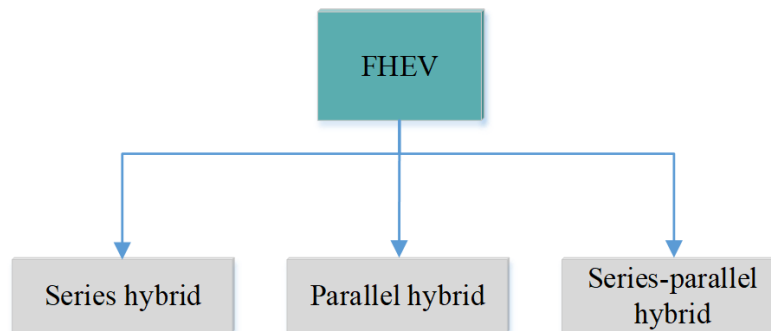 FHEV
Series hybrid
Parallel hybrid
Series-parallel
hybrid